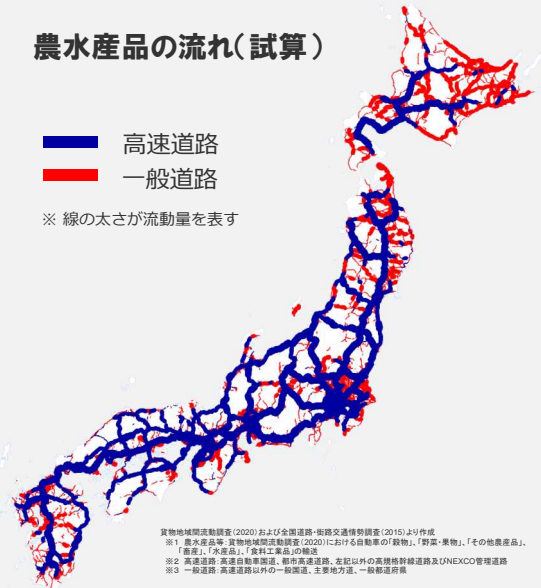 農水産品の流れ(試算)
高速道路
一般道路
※ 線の太さが流動量を表す
貨物地域間流動調査(2020)および全国道路・街路交通情勢調査(2015)より作成
※1 農水産品等:貨物地域間流動調査(2020)における自動車の「穀物」、「野菜・果物」、「その他農産品」、
「畜産」、「水産品」、「食料工業品」の輸送
※2 高速道路:高速自動車国道、都市高速道路、左記以外の高規格幹線道路及びNEXCO管理道路
※3 一般道路:高速道路以外の一般国道、主要地方道、一般都道府県